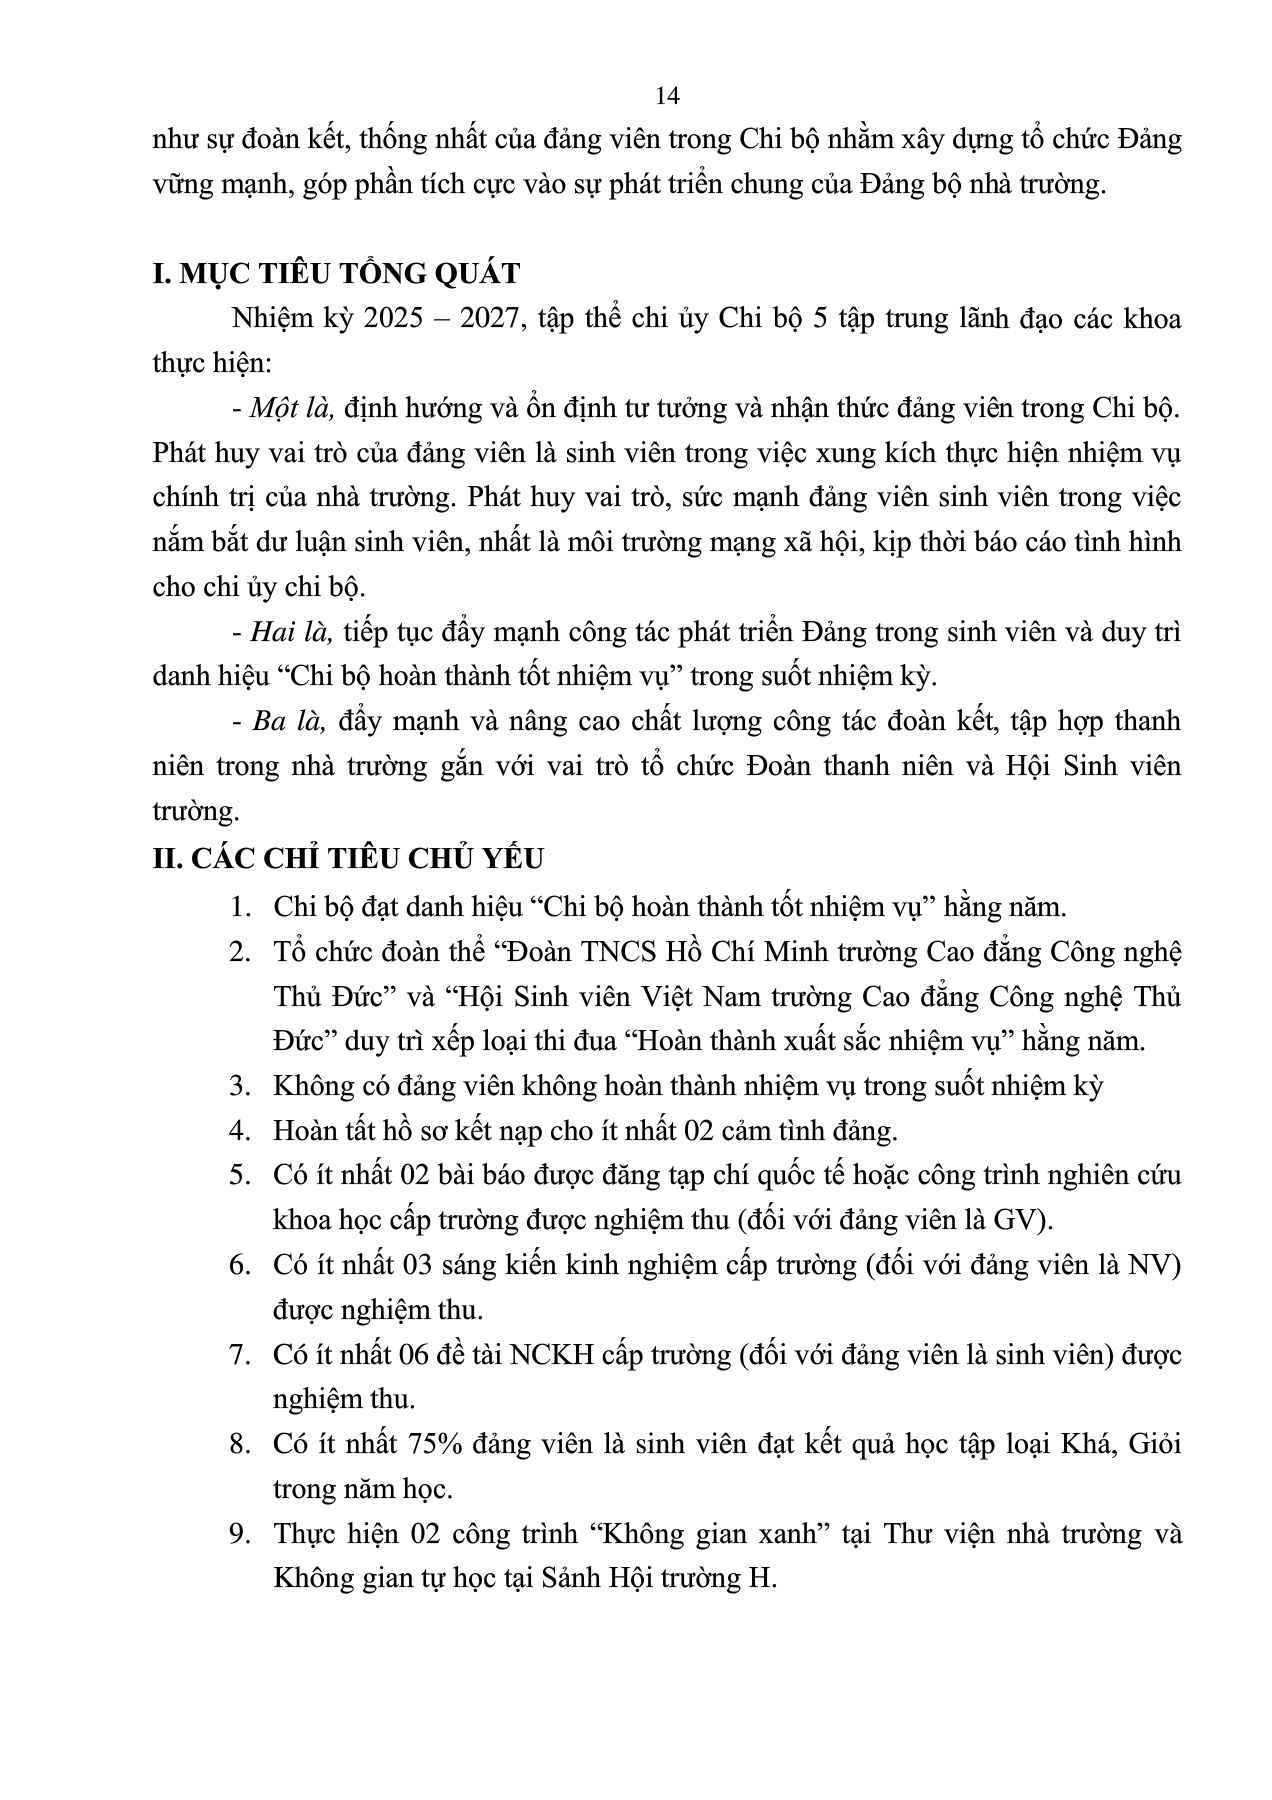 14
như sự đoàn kết, thống nhất của đảng viên trong Chi bộ nhằm xây dựng tổ chức Đảng
vững mạnh, góp phần tích cực vào sự phát triển chung của Đảng bộ nhà trường.
I. MỤC TIÊU TỔNG QUÁT
Nhiệm kỳ 2025 – 2027, tập thể chi ủy Chi bộ 5 tập trung lãnh đạo các khoa
thực hiện:
- Một là, định hướng và ổn định tư tưởng và nhận thức đảng viên trong Chi bộ.
Phát huy vai trò của đảng viên là sinh viên trong việc xung kích thực hiện nhiệm vụ
chính trị của nhà trường. Phát huy vai trò, sức mạnh đảng viên sinh viên trong việc
nắm bắt dư luận sinh viên, nhất là môi trường mạng xã hội, kịp thời báo cáo tình hình
cho chi ủy chi bộ.
- Hai là, tiếp tục đẩy mạnh công tác phát triển Đảng trong sinh viên và duy trì
danh hiệu “Chi bộ hoàn thành tốt nhiệm vụ” trong suốt nhiệm kỳ.
- Ba là, đẩy mạnh và nâng cao chất lượng công tác đoàn kết, tập hợp thanh
niên trong nhà trường gắn với vai trò tổ chức Đoàn thanh niên và Hội Sinh viên
trường.
II. CÁC CHỈ TIÊU CHỦ YẾU
1. Chi bộ đạt danh hiệu “Chi bộ hoàn thành tốt nhiệm vụ” hằng năm.
2. Tổ chức đoàn thể “Đoàn TNCS Hồ Chí Minh trường Cao đẳng Công nghệ
Thủ Đức” và “Hội Sinh viên Việt Nam trường Cao đẳng Công nghệ Thủ
Đức” duy trì xếp loại thi đua “Hoàn thành xuất sắc nhiệm vụ” hằng năm.
3. Không có đảng viên không hoàn thành nhiệm vụ trong suốt nhiệm kỳ
4. Hoàn tất hồ sơ kết nạp cho ít nhất 02 cảm tình đảng.
5. Có ít nhất 02 bài báo được đăng tạp chí quốc tế hoặc công trình nghiên cứu
khoa học cấp trường được nghiệm thu (đối với đảng viên là GV).
6. Có ít nhất 03 sáng kiến kinh nghiệm cấp trường (đối với đảng viên là NV)
được nghiệm thu.
7. Có ít nhất 06 đề tài NCKH cấp trường (đối với đảng viên là sinh viên) được
nghiệm thu.
8. Có ít nhất 75% đảng viên là sinh viên đạt kết quả học tập loại Khá, Giỏi
trong năm học.
9. Thực hiện 02 công trình “Không gian xanh” tại Thư viện nhà trường và
Không gian tự học tại Sảnh Hội trường H.